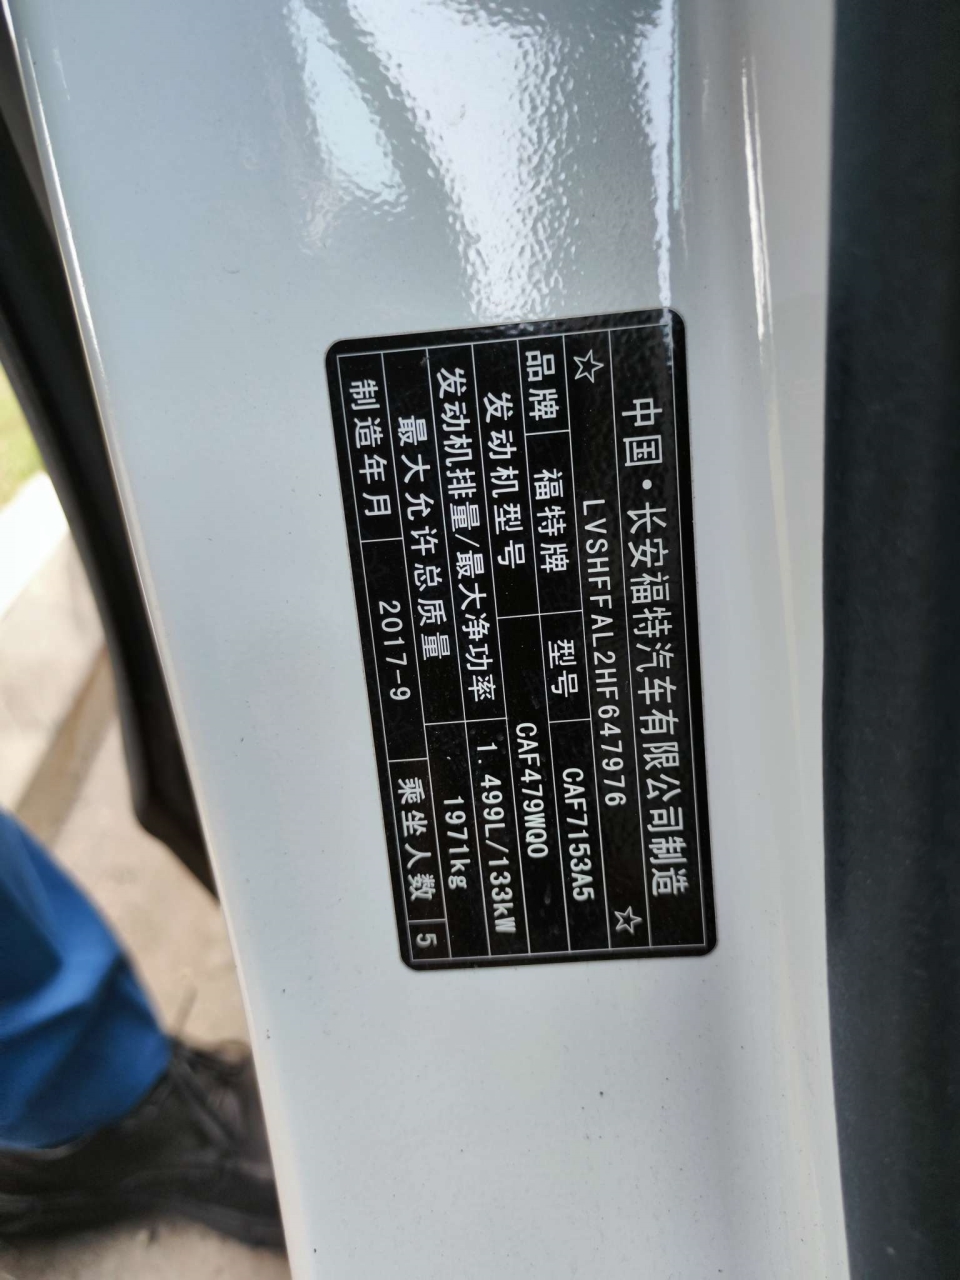 中国·长安福特汽车有限公司制造
☆ LVSHFFAL2HF647976 ☆
品牌 福特牌 型号 CAF7153A5
发动机型号 CAF479WQ0
发动机排量/最大净功率 1.499L/133kW
最大允许总质量 1971kg
制造年月 2017-9 乘坐人数 5